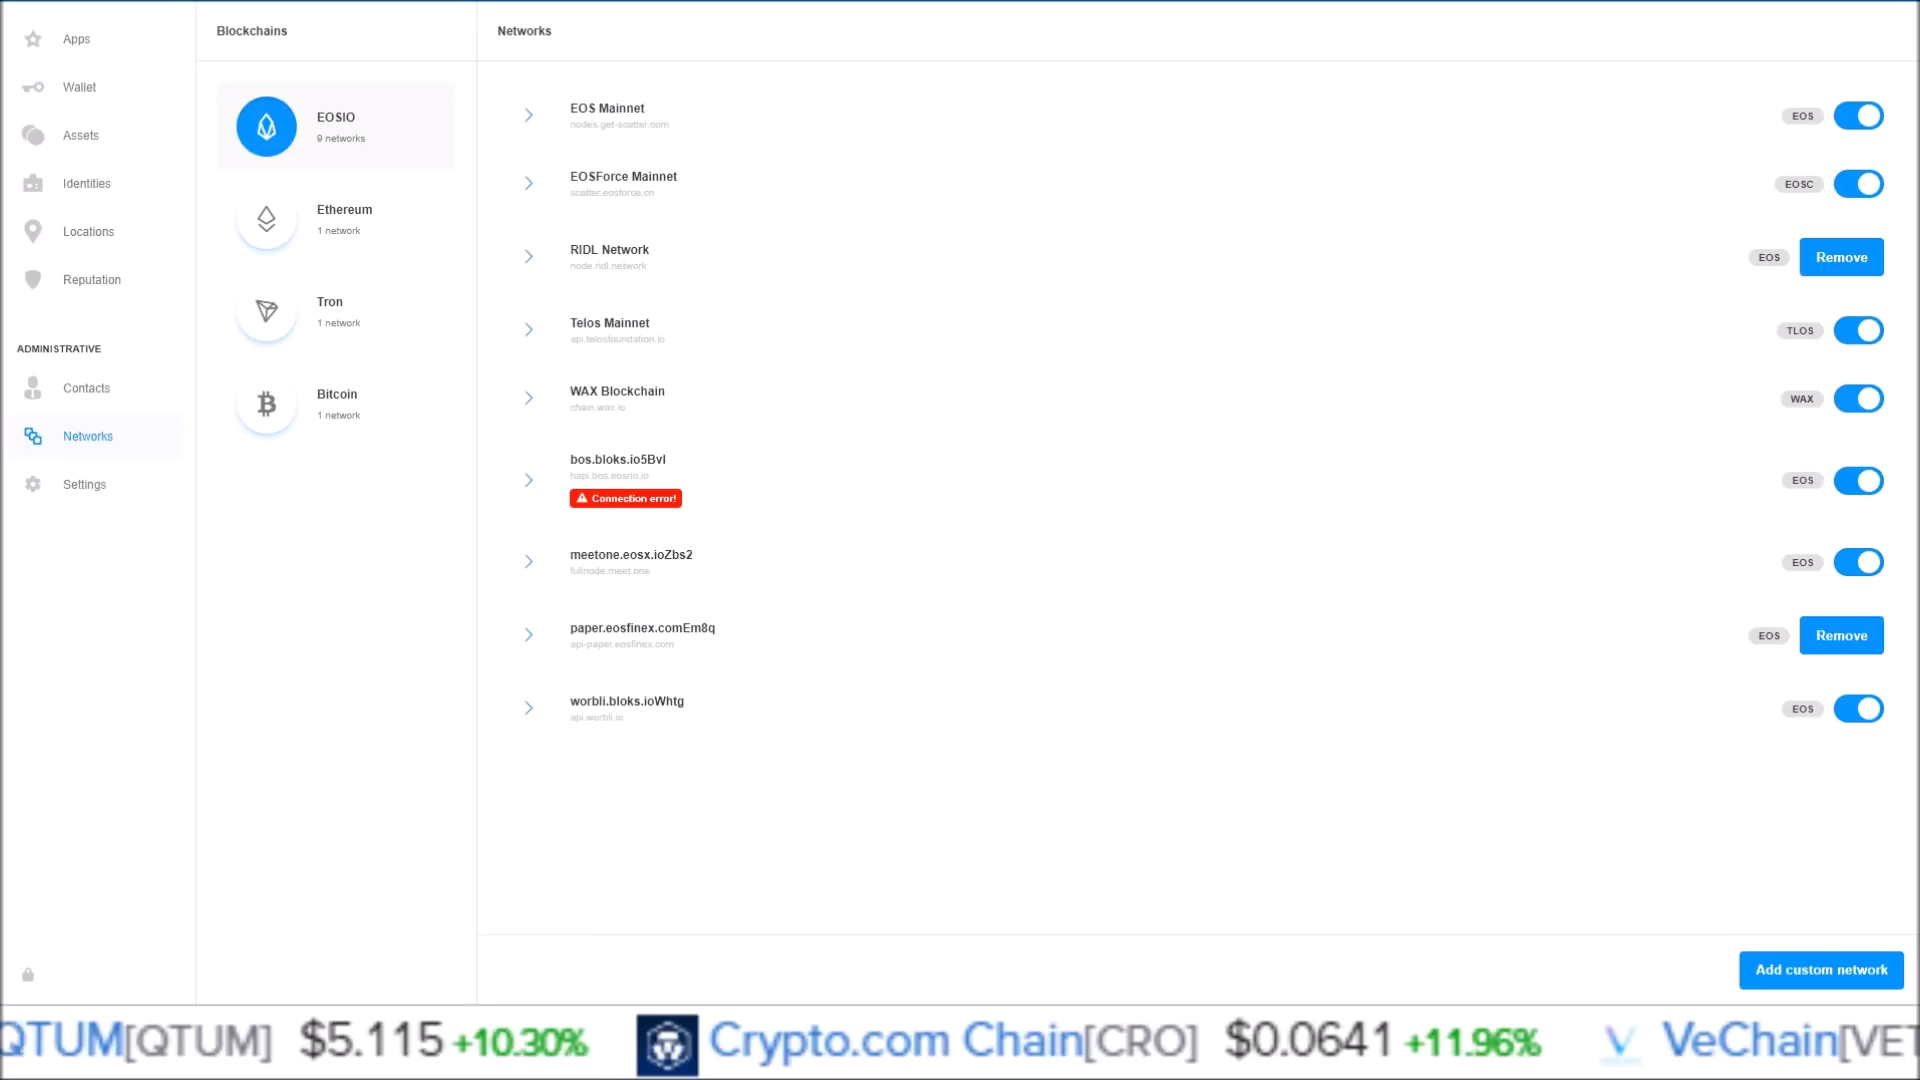 Apps
Wallet
Assets
Identities
Locations
Reputation
ADMINISTRATIVE
Contacts
Networks
Settings
Blockchains
EOSIO
9 networks
Ethereum
1 network
Tron
1 network
Bitcoin
1 network
Networks
EOS Mainnet
nodes.get-scatter.com
EOS
EOSForce Mainnet
scatter.eosforce.cn
EOSC
RIDL Network
node.ridl.network
EOS
Remove
Telos Mainnet
api.telosfoundation.io
TLOS
WAX Blockchain
chain.wax.io
WAX
bos.bloks.io5BvI
hapi.bos.eosrio.io
Connection error!
EOS
meetone.eosx.ioZbs2
fullnode.meet.one
EOS
paper.eosfinex.comEm8q
api-paper.eosfinex.com
EOS
Remove
worbli.bloks.ioWhtg
api.worbli.io
EOS
Add custom network
QTUM[QTUM] $5.115 +10.30% Crypto.com Chain[CRO] $0.0641 +11.96% VeChain[VET